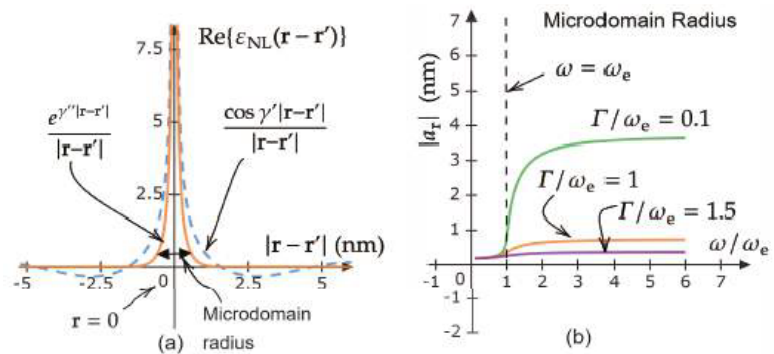 7.5
Re{ε_NL(r − r′)}
e^{γ″|r−r′|}
|r−r′|
cos γ′|r−r′|
|r−r′|
5
2.5
|r − r′| (nm)
-5
-2.5
0
2.5
5
r = 0
Microdomain
radius
(a)
Microdomain Radius
7
6
5
4
3
2
1
0
-1
-2
|a_r| (nm)
ω = ω_e
Γ/ω_e = 0.1
Γ/ω_e = 1
Γ/ω_e = 1.5
ω/ω_e
-1
1
2
3
4
5
6
7
(b)